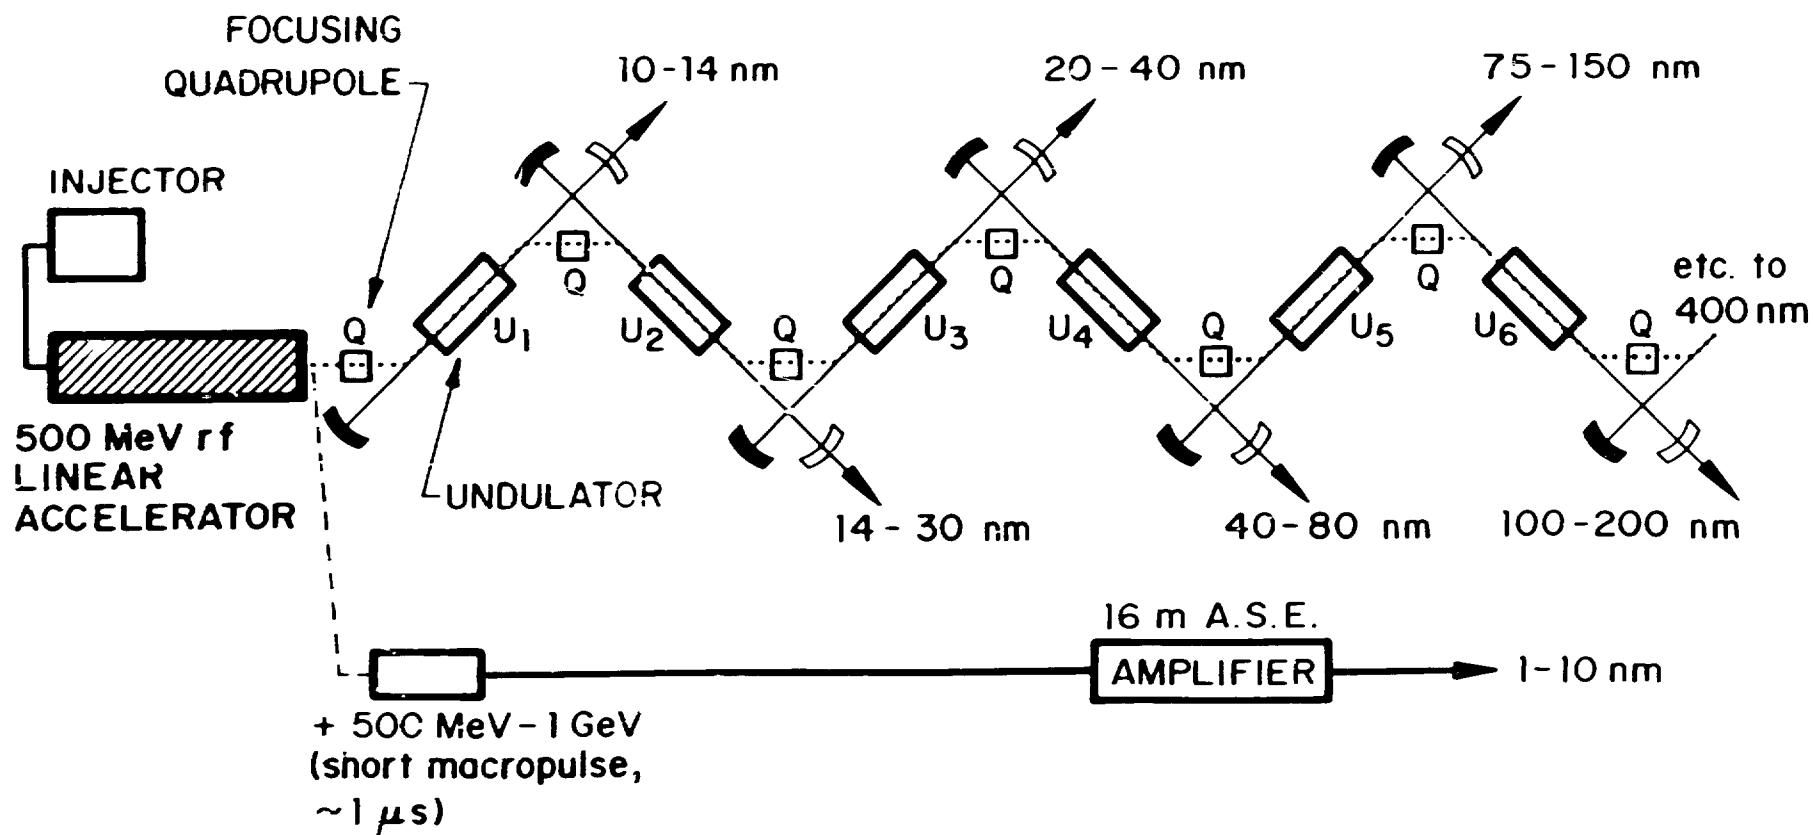 FOCUSING
QUADRUPOLE
10-14 nm
20-40 nm
75-150 nm
INJECTOR
Q
Q
Q
etc. to
400 nm
Q
U1
U2
Q
U3
U4
Q
U5
U6
Q
500 MeV rf
LINEAR
ACCELERATOR
UNDULATOR
14-30 nm
40-80 nm
100-200 nm
16 m A.S.E.
AMPLIFIER
1-10 nm
+ 500 MeV-1 GeV
(short macropulse,
~1 μs)